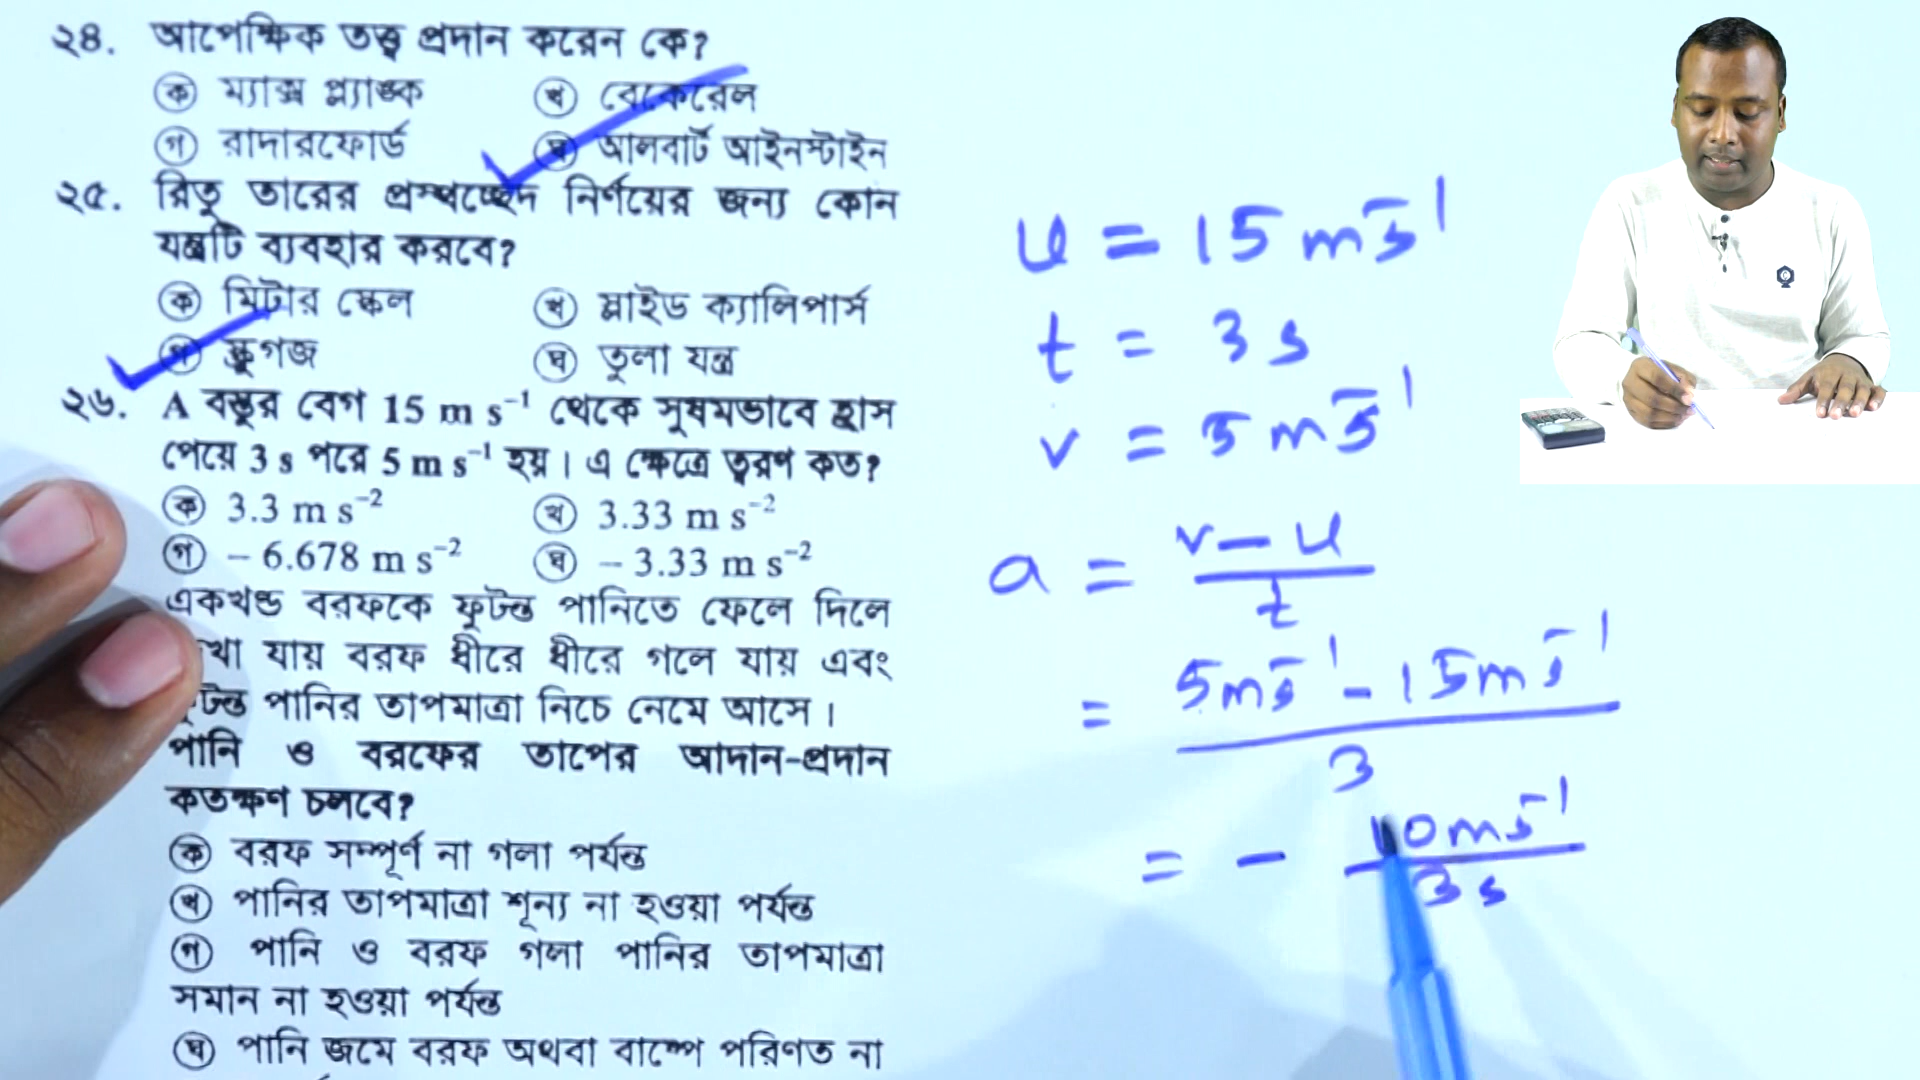 ২৪. আপেক্ষিক তত্ত্ব প্রদান করেন কে?
ক ম্যাক্স প্ল্যাঙ্ক খ বেকেরেল
গ রাদারফোর্ড ঘ আলবার্ট আইনস্টাইন
২৫. রিতু তারের প্রস্থচ্ছেদ নির্ণয়ের জন্য কোন
যন্ত্রটি ব্যবহার করবে?
ক মিটার স্কেল খ স্লাইড ক্যালিপার্স
গ স্ক্রুগজ ঘ তুলা যন্ত্র
২৬. A বস্তুর বেগ 15 m s⁻¹ থেকে সুষমভাবে হ্রাস
পেয়ে 3 s পরে 5 m s⁻¹ হয়। এ ক্ষেত্রে ত্বরণ কত?
ক 3.3 m s⁻² খ 3.33 m s⁻²
গ – 6.678 m s⁻² ঘ – 3.33 m s⁻²
একখণ্ড বরফকে ফুটন্ত পানিতে ফেলে দিলে
যায় বরফ ধীরে ধীরে গলে যায় এবং
পানির তাপমাত্রা নিচে নেমে আসে।
পানি ও বরফের তাপের আদান-প্রদান
কতক্ষণ চলবে?
ক বরফ সম্পূর্ণ না গলা পর্যন্ত
খ পানির তাপমাত্রা শূন্য না হওয়া পর্যন্ত
গ পানি ও বরফ গলা পানির তাপমাত্রা
সমান না হওয়া পর্যন্ত
ঘ পানি জমে বরফ অথবা বাষ্পে পরিণত না
u = 15 ms⁻¹
t = 3 s
v = 5 ms⁻¹
a = v – u
t
= 5ms⁻¹ - 15ms⁻¹
3
= – 10ms⁻¹
3 s